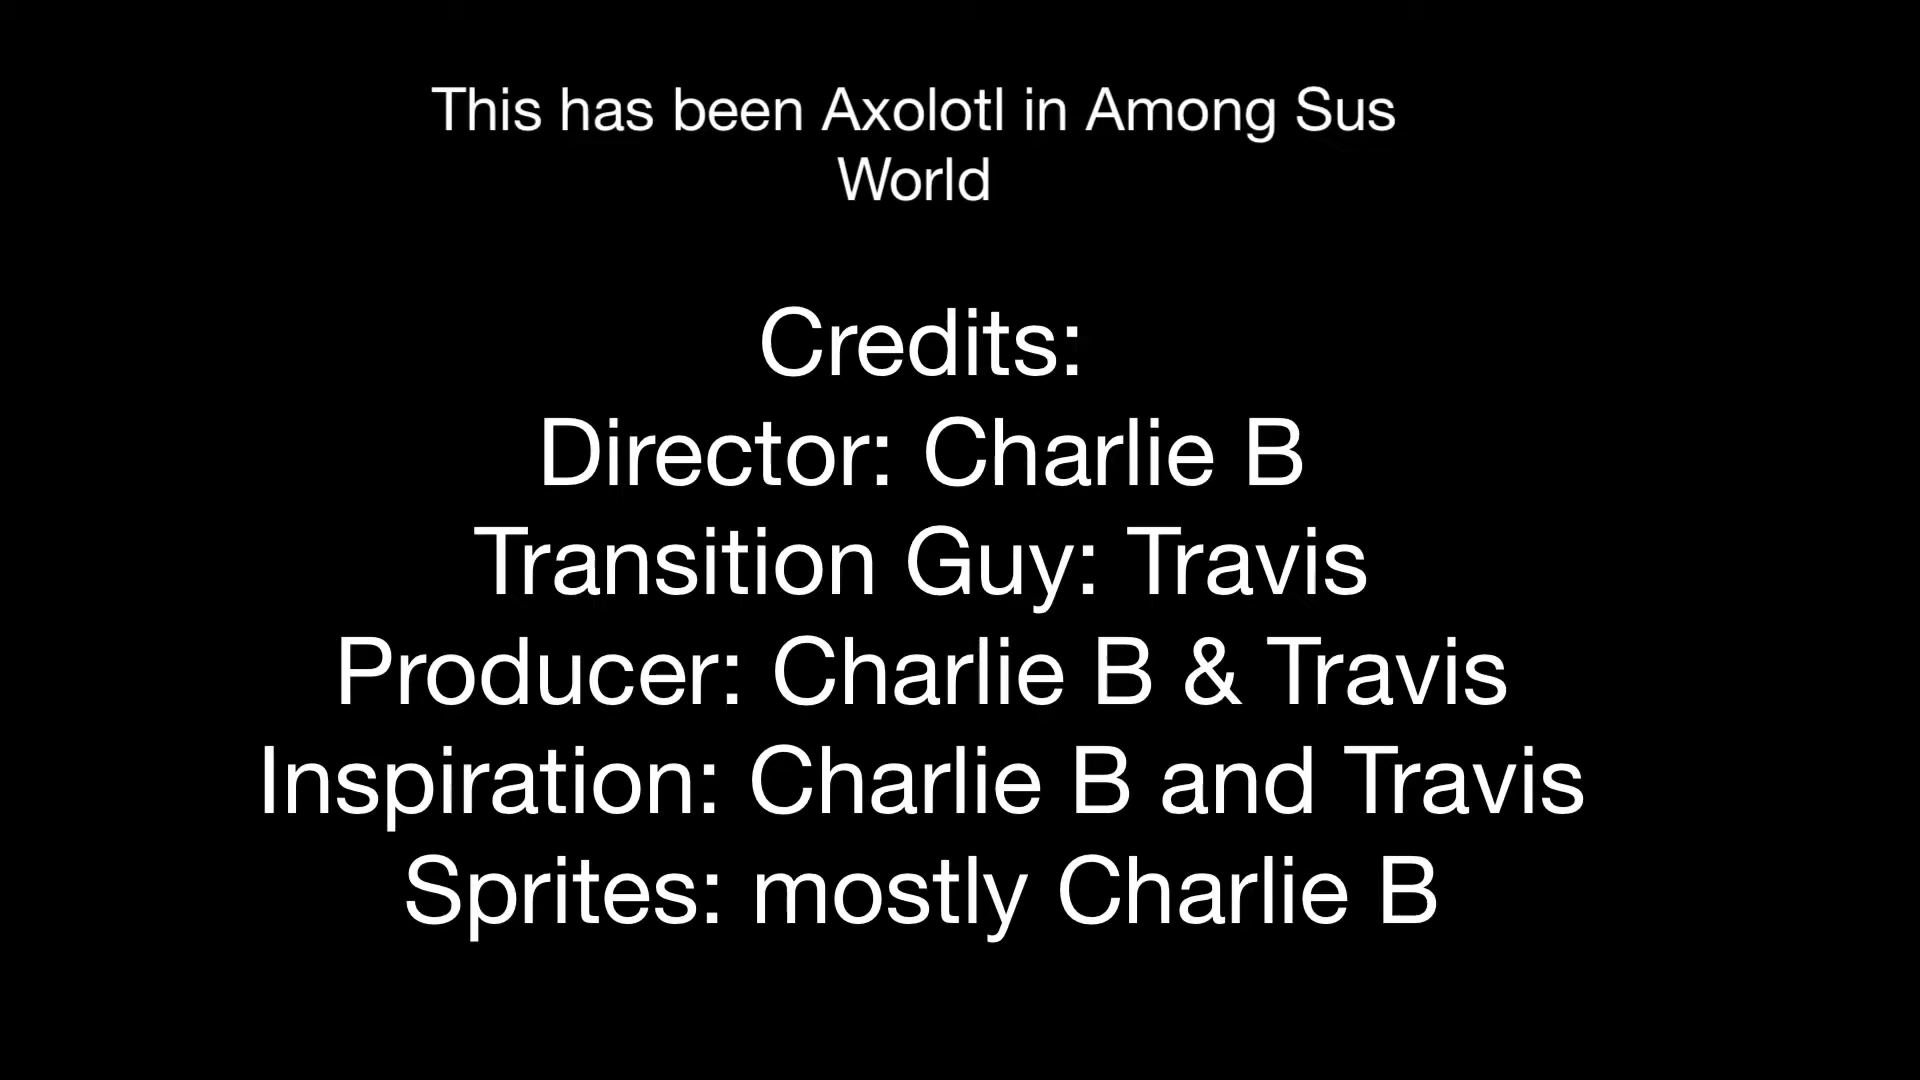 This has been Axolotl in Among Sus
World
Credits:
Director: Charlie B
Transition Guy: Travis
Producer: Charlie B & Travis
Inspiration: Charlie B and Travis
Sprites: mostly Charlie B